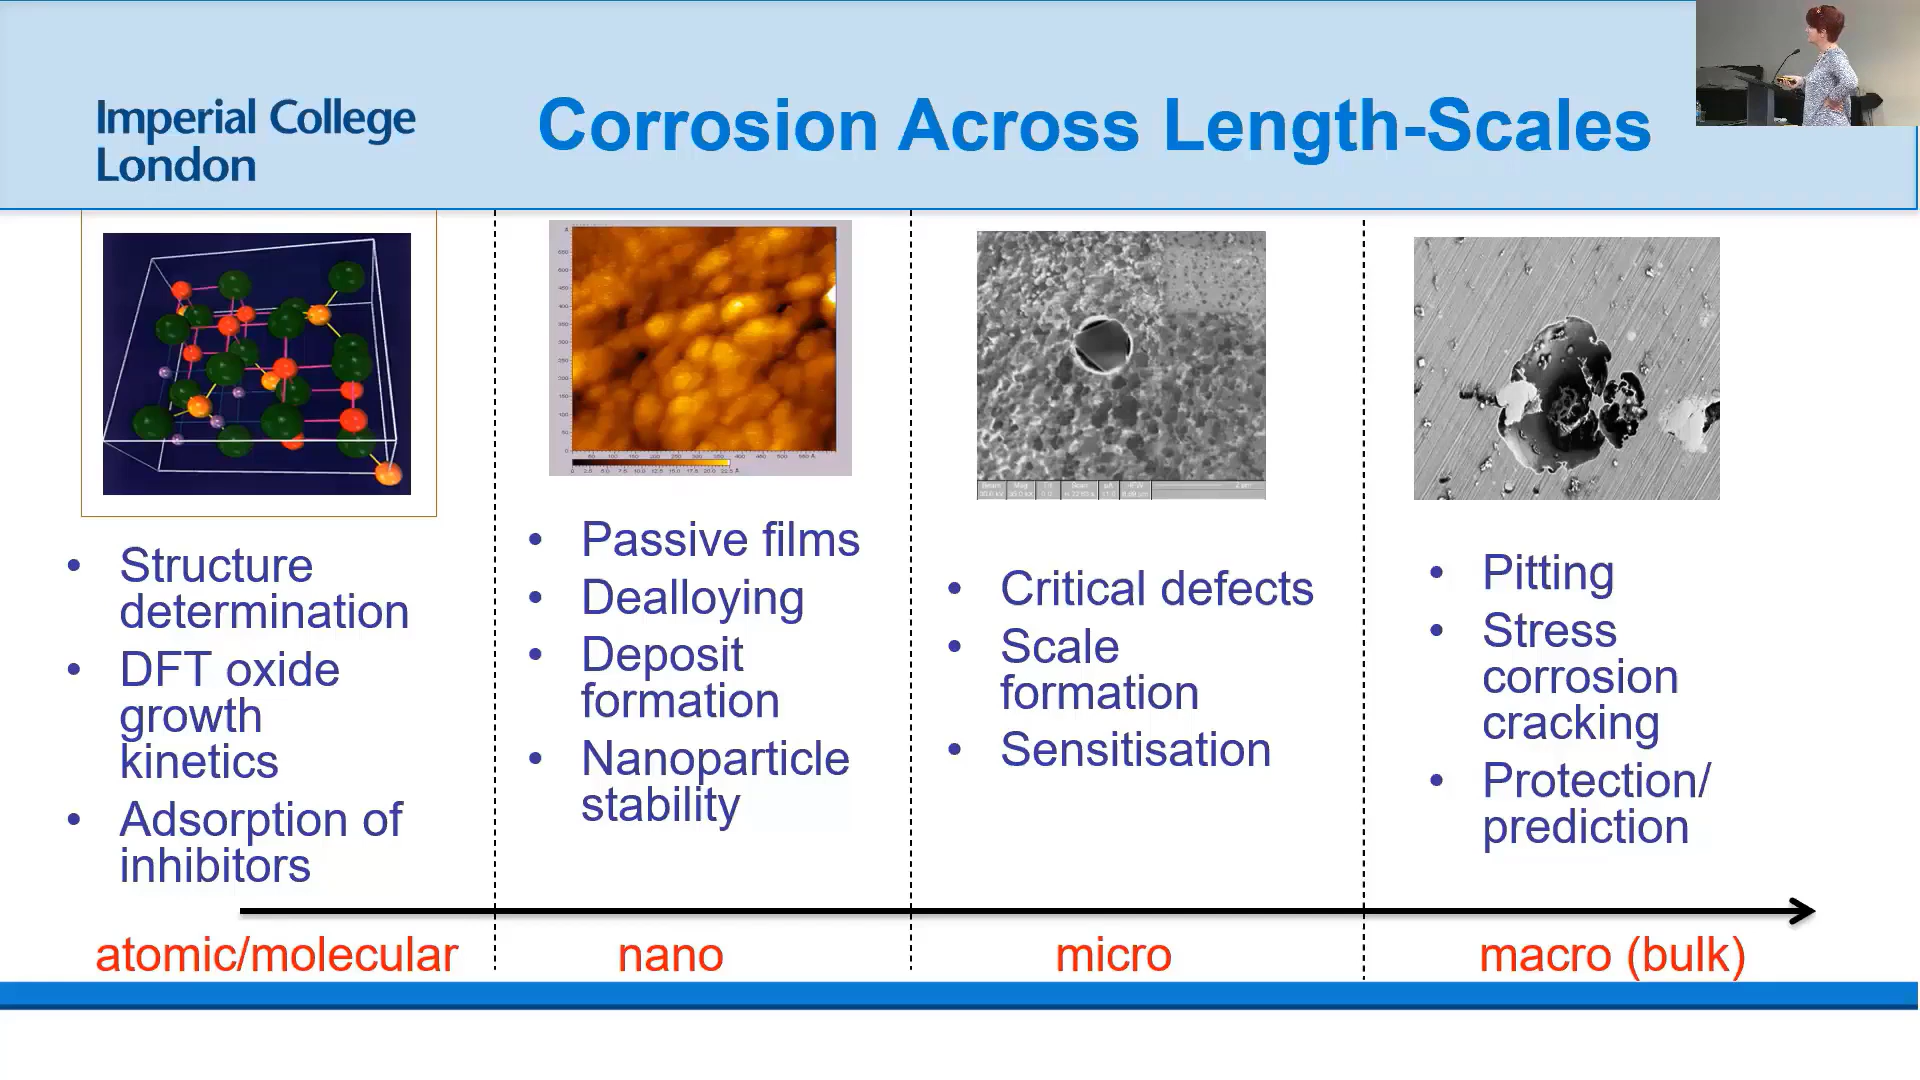 Imperial College
London
Corrosion Across Length-Scales
• Structure
determination
• DFT oxide
growth
kinetics
• Adsorption of
inhibitors
• Passive films
• Dealloying
• Deposit
formation
• Nanoparticle
stability
• Critical defects
• Scale
formation
• Sensitisation
• Pitting
• Stress
corrosion
cracking
• Protection/
prediction
atomic/molecular
nano
micro
macro (bulk)